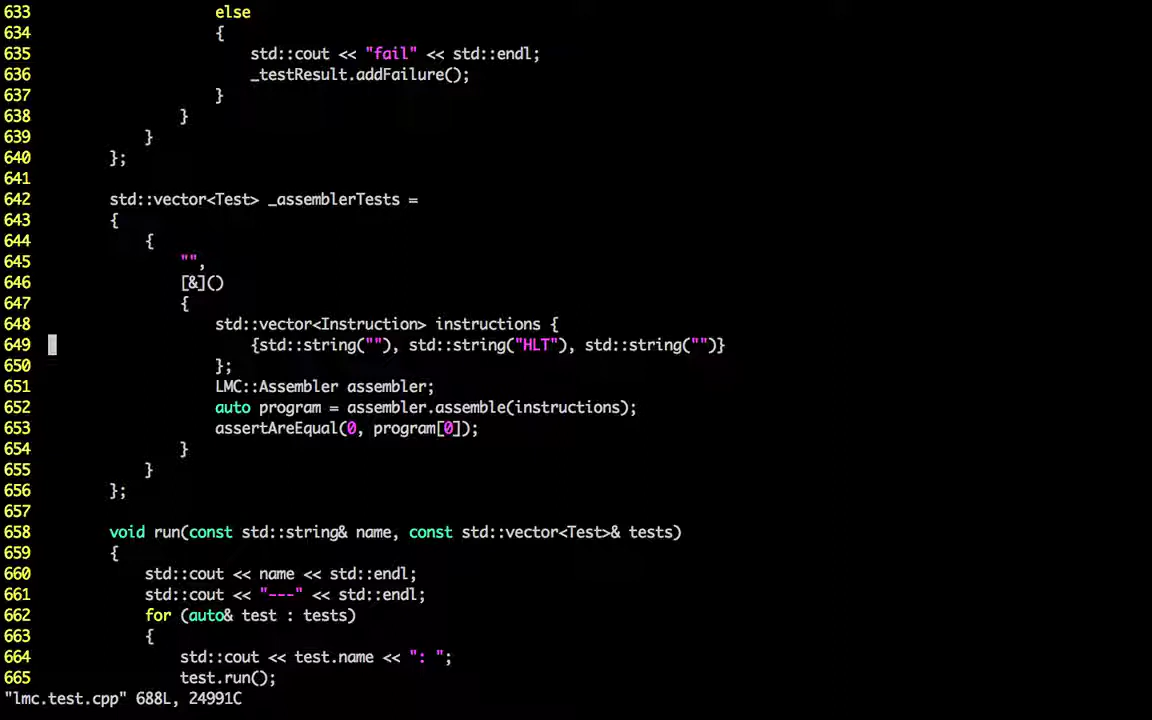 633                     else
634                     {
635                         std::cout << "fail" << std::endl;
636                         _testResult.addFailure();
637                     }
638                 }
639             }
640         };
641
642         std::vector<Test> _assemblerTests =
643         {
644             {
645                 "",
646                 [&]()
647                 {
648                     std::vector<Instruction> instructions {
649                         {std::string(""), std::string("HLT"), std::string("")}
650                     };
651                     LMC::Assembler assembler;
652                     auto program = assembler.assemble(instructions);
653                     assertAreEqual(0, program[0]);
654                 }
655             }
656         };
657
658         void run(const std::string& name, const std::vector<Test>& tests)
659         {
660             std::cout << name << std::endl;
661             std::cout << "---" << std::endl;
662             for (auto& test : tests)
663             {
664                 std::cout << test.name << ": ";
665                 test.run();
"lmc.test.cpp" 688L, 24991C